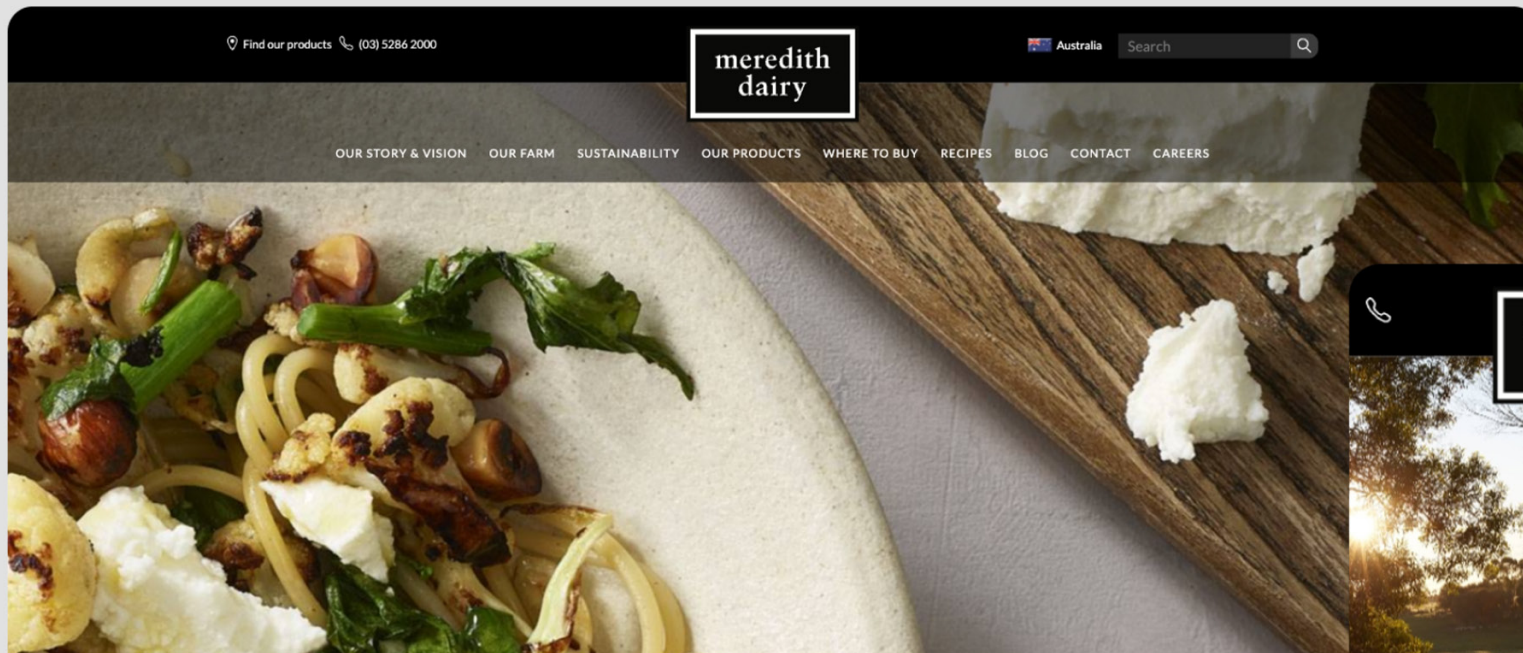 Find our products (03) 5286 2000
meredith
dairy
Australia
Search
OUR STORY & VISION OUR FARM SUSTAINABILITY OUR PRODUCTS WHERE TO BUY RECIPES BLOG CONTACT CAREERS